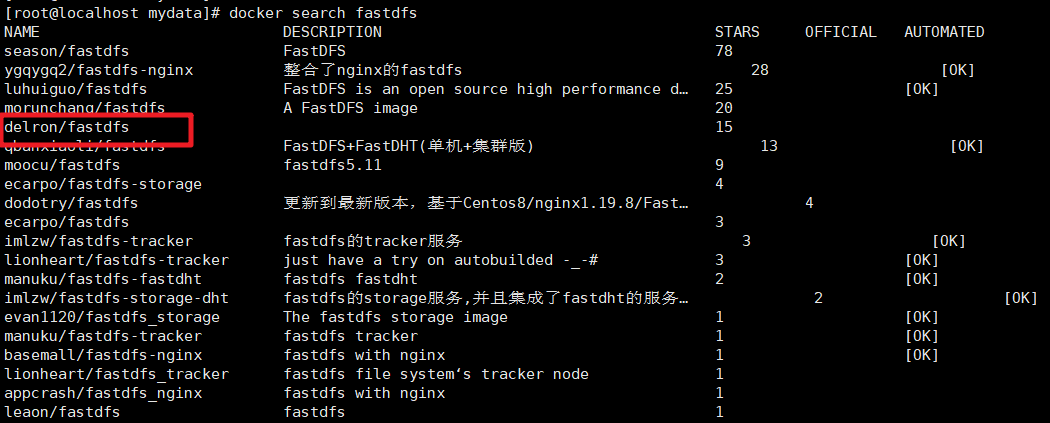 [root@localhost mydata]# docker search fastdfs
NAME DESCRIPTION STARS OFFICIAL AUTOMATED
season/fastdfs FastDFS 78
ygqygq2/fastdfs-nginx 整合了nginx的fastdfs 28 [OK]
luhuiguo/fastdfs FastDFS is an open source high performance d… 25 [OK]
morunchang/fastdfs A FastDFS image 20
delron/fastdfs 15
qbanxiaoli/fastdfs FastDFS+FastDHT(单机+集群版) 13 [OK]
moocu/fastdfs fastdfs5.11 9
ecarpo/fastdfs-storage 4
dodotry/fastdfs 更新到最新版本，基于Centos8/nginx1.19.8/Fast… 4
ecarpo/fastdfs 3
imlzw/fastdfs-tracker fastdfs的tracker服务 3 [OK]
lionheart/fastdfs-tracker just have a try on autobuilded -_-# 3 [OK]
manuku/fastdfs-fastdht fastdfs fastdht 2 [OK]
imlzw/fastdfs-storage-dht fastdfs的storage服务,并且集成了fastdht的服务… 2 [OK]
evan1120/fastdfs_storage The fastdfs storage image 1 [OK]
manuku/fastdfs-tracker fastdfs tracker 1 [OK]
basemall/fastdfs-nginx fastdfs with nginx 1 [OK]
lionheart/fastdfs_tracker fastdfs file system‘s tracker node 1
appcrash/fastdfs_nginx fastdfs with nginx 1
leaon/fastdfs fastdfs 1